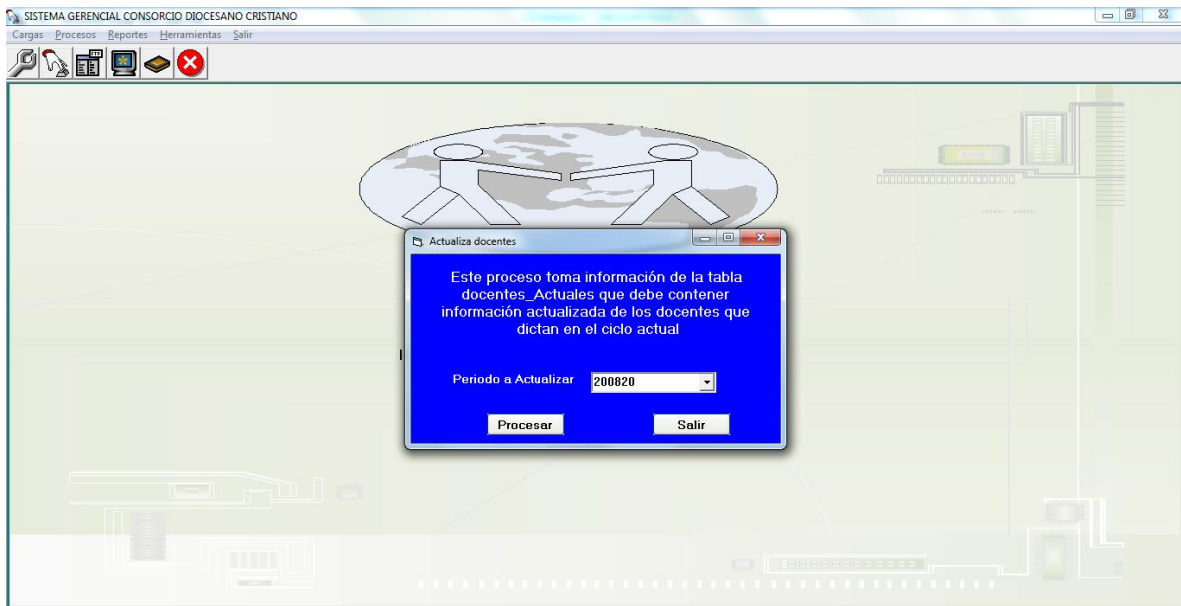 SISTEMA GERENCIAL CONSORCIO DIOCESANO CRISTIANO
Cargas Procesos Reportes Herramientas Salir
Actualiza docentes
Este proceso toma información de la tabla
docentes_Actuales que debe contener
información actualizada de los docentes que
dictan en el ciclo actual
Periodo a Actualizar 200820
Procesar Salir